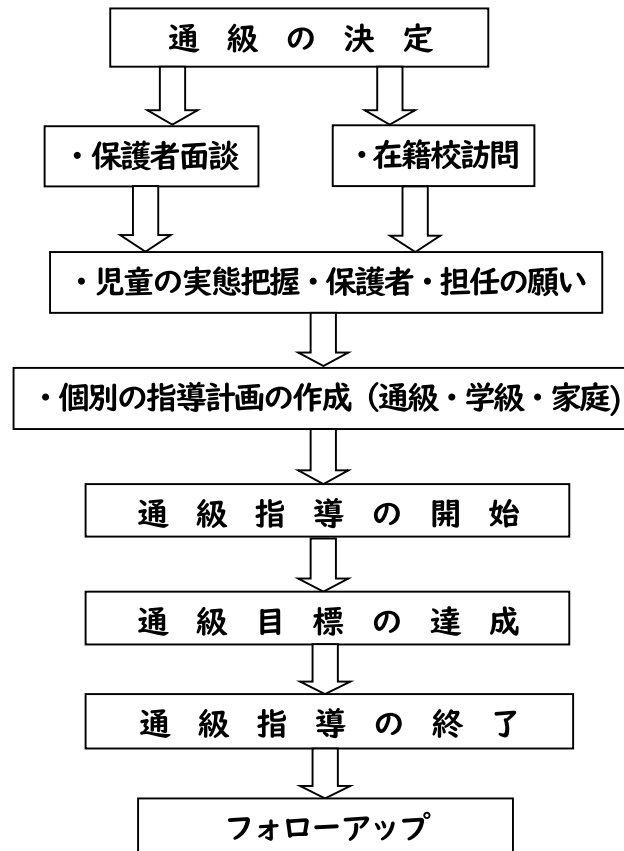 通級の決定
・保護者面談
・在籍校訪問
・児童の実態把握・保護者・担任の願い
・個別の指導計画の作成（通級・学級・家庭)
通級指導の開始
通級目標の達成
通級指導の終了
フォローアップ